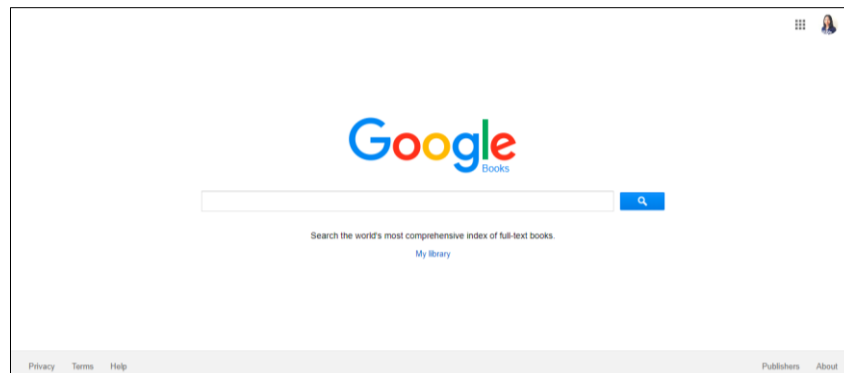 Google
Books
Search the world's most comprehensive index of full-text books.
My library
Privacy Terms Help Publishers About